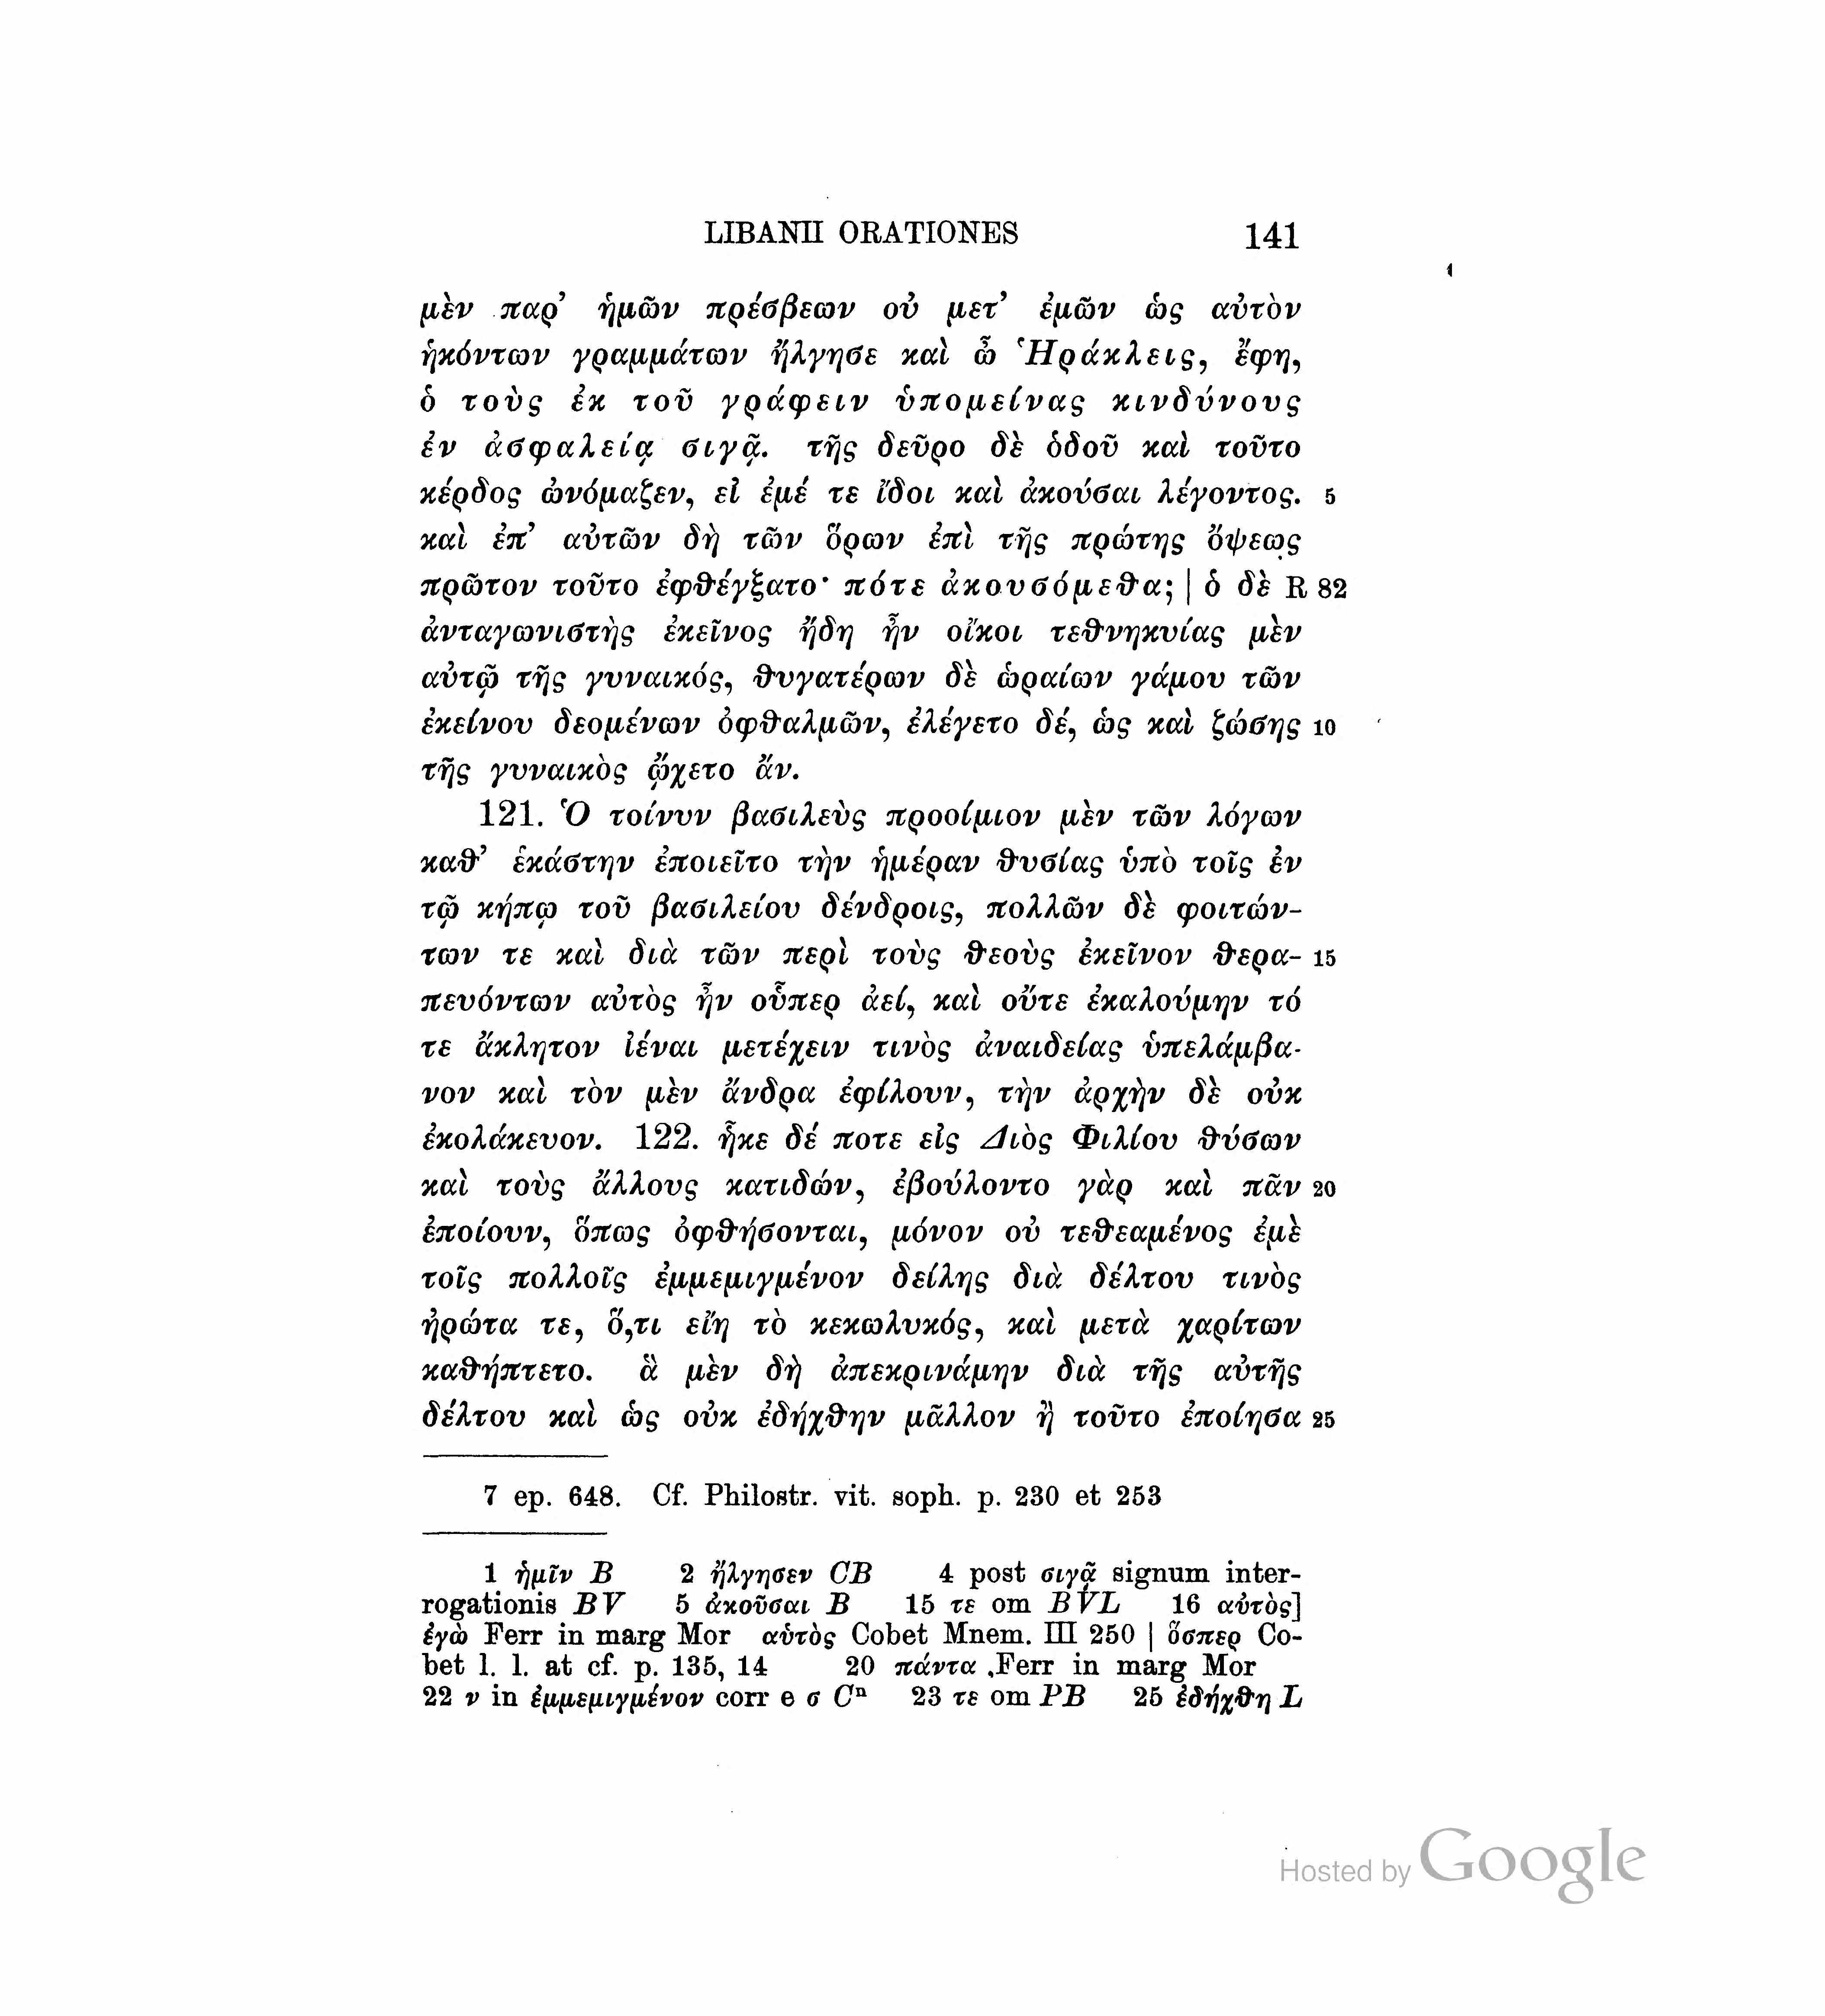 LIBANII ORATIONES 141
μὲν παρ’ ἡμῶν πρέσβεων οὐ μετ’ ἐμῶν ὡς αὐτὸν
ἡκόντων γραμμάτων ἤλγησε καὶ ὦ Ἡράκλεις, ἔφη,
ὁ τοὺς ἐκ τοῦ γράφειν ὑπομείνας κινδύνους
ἐν ἀσφαλείᾳ σιγᾷ. τῆς δεῦρο δὲ ὁδοῦ καὶ τοῦτο
κέρδος ὠνόμαζεν, εἰ ἐμέ τε ἴδοι καὶ ἀκούσαι λέγοντος. 5
καὶ ἐπ’ αὐτῶν δὴ τῶν ὅρων ἐπὶ τῆς πρώτης ὄψεως
πρῶτον τοῦτο ἐφθέγξατο· πότε ἀκουσόμεθα; | ὁ δὲ R 82
ἀνταγωνιστὴς ἐκεῖνος ἤδη ἦν οἴκοι τεθνηκυίας μὲν
αὐτῷ τῆς γυναικός, θυγατέρων δὲ ὡραίων γάμου τῶν
ἐκείνου δεομένων ὀφθαλμῶν, ἐλέγετο δέ, ὡς καὶ ζώσης 10
τῆς γυναικὸς ᾤχετο ἄν.
121. Ὁ τοίνυν βασιλεὺς προοίμιον μὲν τῶν λόγων
καθ’ ἑκάστην ἐποιεῖτο τὴν ἡμέραν θυσίας ὑπὸ τοῖς ἐν
τῷ κήπῳ τοῦ βασιλείου δένδροις, πολλῶν δὲ φοιτών-
των τε καὶ διὰ τῶν περὶ τοὺς θεοὺς ἐκεῖνον θερα- 15
πευόντων αὐτὸς ἦν οὗπερ ἀεί, καὶ οὔτε ἐκαλούμην τό
τε ἄκλητον ἰέναι μετέχειν τινὸς ἀναιδείας ὑπελάμβα-
νον καὶ τὸν μὲν ἄνδρα ἐφίλουν, τὴν ἀρχὴν δὲ οὐκ
ἐκολάκευον. 122. ἧκε δέ ποτε εἰς Διὸς Φιλίου θύσων
καὶ τοὺς ἄλλους κατιδών, ἐβούλοντο γὰρ καὶ πᾶν 20
ἐποίουν, ὅπως ὀφθήσονται, μόνον οὐ τεθεαμένος ἐμὲ
τοῖς πολλοῖς ἐμμεμιγμένον δείλης διὰ δέλτου τινὸς
ἠρώτα τε, ὅ,τι εἴη τὸ κεκωλυκός, καὶ μετὰ χαρίτων
καθήπτετο. ἃ μὲν δὴ ἀπεκρινάμην διὰ τῆς αὐτῆς
δέλτου καὶ ὡς οὐκ ἐδήχθην μᾶλλον ἢ τοῦτο ἐποίησα 25
7 ep. 648. Cf. Philostr. vit. soph. p. 230 et 253
1 ἡμῖν B 2 ἤλγησεν CB 4 post σιγᾷ signum inter-
rogationis BV 5 ἀκοῦσαι B 15 τε om BVL 16 αὐτὸς]
ἐγὼ Ferr in marg Mor αὑτὸς Cobet Mnem. III 250 | ὅσπερ Co-
bet l. l. at cf. p. 135, 14 20 πάντα Ferr in marg Mor
22 ν in ἐμμεμιγμένον corr e σ Cⁿ 23 τε om PB 25 ἐδήχθη L
Hosted by Google